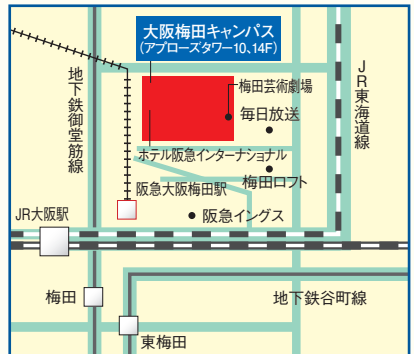 大阪梅田キャンパス
（アプローズタワー10、14F）
地下鉄御堂筋線
JR東海道線
梅田芸術劇場
毎日放送
ホテル阪急インターナショナル
阪急大阪梅田駅
梅田ロフト
JR大阪駅
阪急イングス
梅田
地下鉄谷町線
東梅田